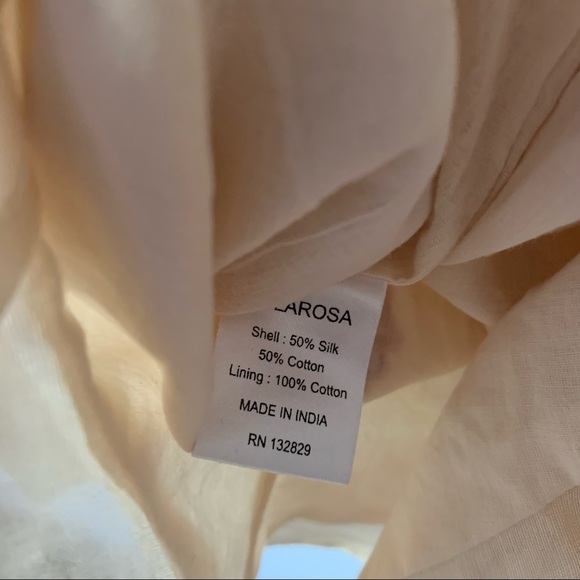 LAROSA
Shell : 50% Silk
50% Cotton
Lining : 100% Cotton
MADE IN INDIA
RN 132829